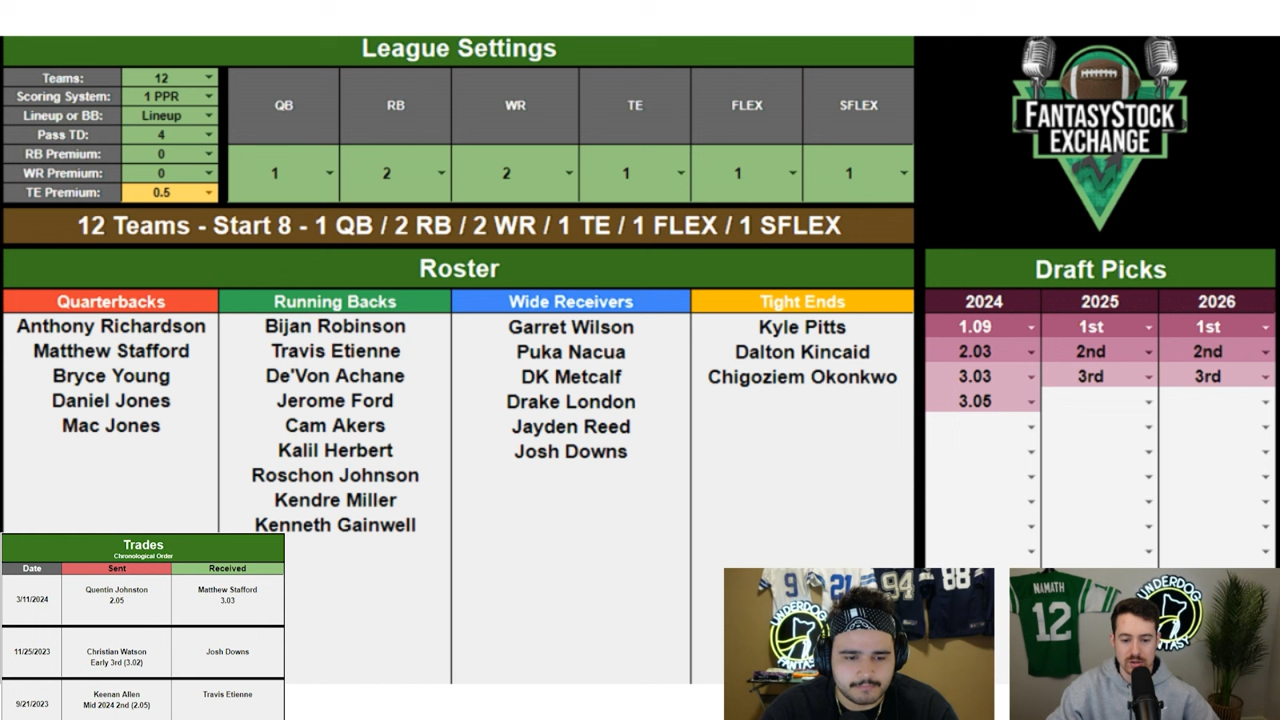 League Settings
Teams: 12
Scoring System: 1 PPR
Lineup or BB: Lineup
Pass TD: 4
RB Premium: 0
WR Premium: 0
TE Premium: 0.5
QB RB WR TE FLEX SFLEX
1 2 2 1 1 1
FANTASYSTOCK
EXCHANGE
12 Teams - Start 8 - 1 QB / 2 RB / 2 WR / 1 TE / 1 FLEX / 1 SFLEX
Roster
Quarterbacks Running Backs Wide Receivers Tight Ends
Anthony Richardson Bijan Robinson Garret Wilson Kyle Pitts
Matthew Stafford Travis Etienne Puka Nacua Dalton Kincaid
Bryce Young De'Von Achane DK Metcalf Chigoziem Okonkwo
Daniel Jones Jerome Ford Drake London
Mac Jones Cam Akers Jayden Reed
Kalil Herbert Josh Downs
Roschon Johnson
Kendre Miller
Kenneth Gainwell
Draft Picks
2024 2025 2026
1.09 1st 1st
2.03 2nd 2nd
3.03 3rd 3rd
3.05
Trades
Chronological Order
Date Sent Received
3/11/2024 Quentin Johnston Matthew Stafford
2.05 3.03
11/25/2023 Christian Watson Josh Downs
Early 3rd (3.02)
9/21/2023 Keenan Allen Travis Etienne
Mid 2024 2nd (2.05)
9 21 94 88
UNDERDOG
FANTASY
NAMATH
12
UNDERDOG
FANTASY